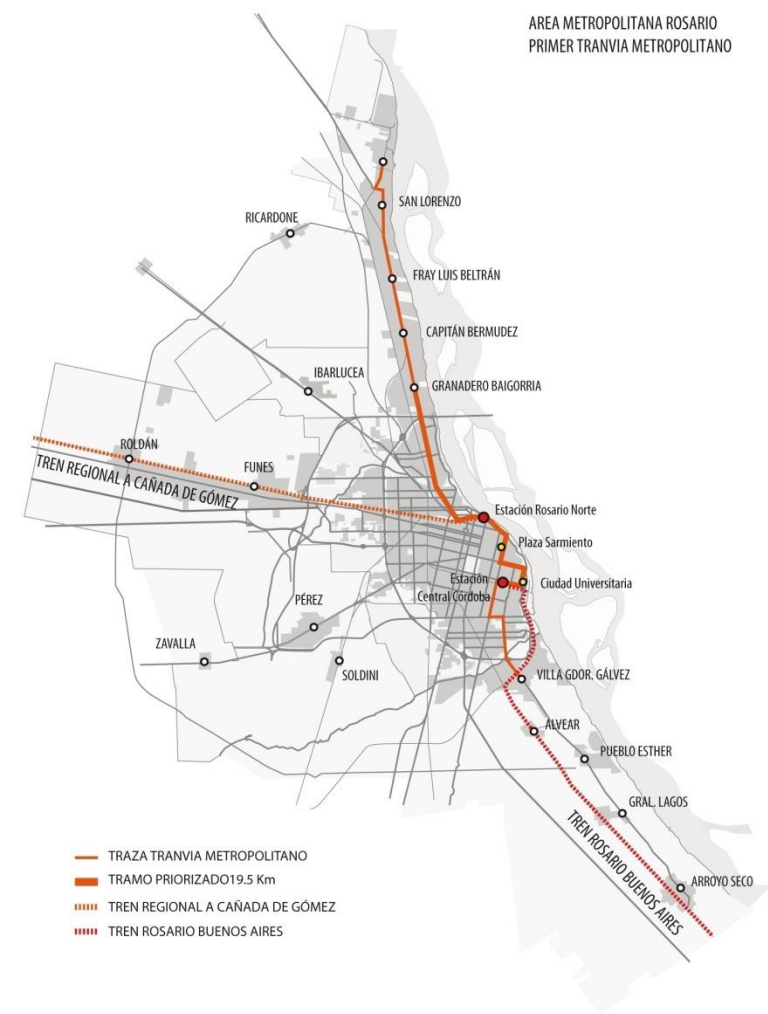 AREA METROPOLITANA ROSARIO
PRIMER TRANVIA METROPOLITANO
SAN LORENZO
RICARDONE
FRAY LUIS BELTRÁN
CAPITÁN BERMUDEZ
IBARLUCEA
GRANADERO BAIGORRIA
ROLDÁN
TREN REGIONAL A CAÑADA DE GÓMEZ
FUNES
Estación Rosario Norte
Plaza Sarmiento
Estación
Central Córdoba
Ciudad Universitaria
PÉREZ
ZAVALLA
SOLDINI
VILLA GDOR. GÁLVEZ
ALVEAR
PUEBLO ESTHER
GRAL. LAGOS
TREN ROSARIO BUENOS AIRES
ARROYO SECO
TRAZA TRANVIA METROPOLITANO
TRAMO PRIORIZADO19.5 Km
TREN REGIONAL A CAÑADA DE GÓMEZ
TREN ROSARIO BUENOS AIRES